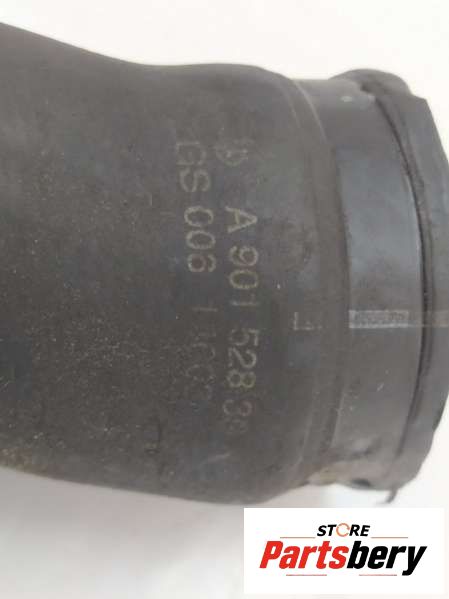 A 901 528
GS 006
STORE
Partsbery